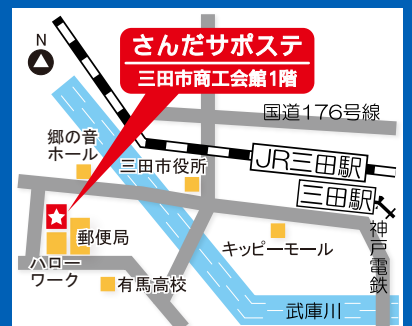 N
さんだサポステ
三田市商工会館1階
国道176号線
郷の音
ホール
三田市役所
JR三田駅
三田駅
神戸電鉄
郵便局
キッピーモール
ハロー
ワーク
有馬高校
武庫川